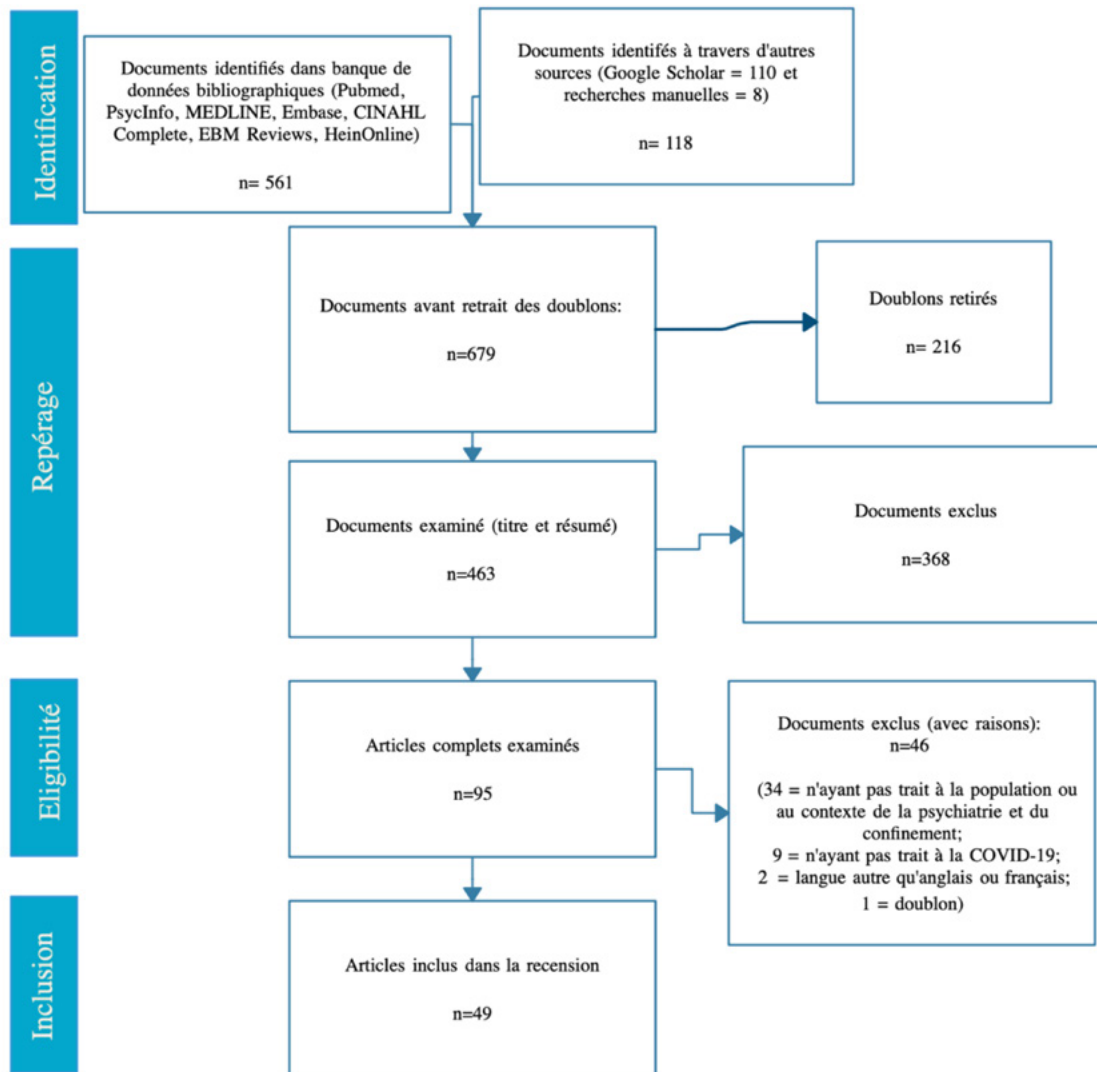 Identification
Documents identifiés dans banque de
données bibliographiques (Pubmed,
PsycInfo, MEDLINE, Embase, CINAHL
Complete, EBM Reviews, HeinOnline)
n= 561
Documents identifés à travers d'autres
sources (Google Scholar = 110 et
recherches manuelles = 8)
n= 118
Repérage
Documents avant retrait des doublons:
n=679
Doublons retirés
n= 216
Documents examiné (titre et résumé)
n=463
Documents exclus
n=368
Eligibilité
Articles complets examinés
n=95
Documents exclus (avec raisons):
n=46
(34 = n'ayant pas trait à la population ou
au contexte de la psychiatrie et du
confinement;
9 = n'ayant pas trait à la COVID-19;
2 = langue autre qu'anglais ou français;
1 = doublon)
Inclusion
Articles inclus dans la recension
n=49